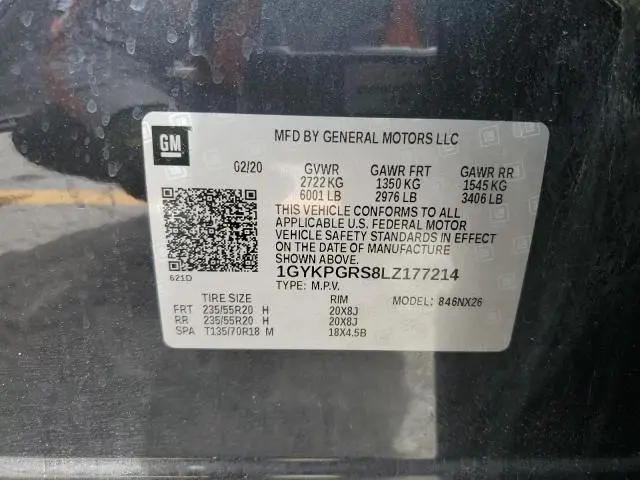 GM
MFD BY GENERAL MOTORS LLC
02/20 GVWR GAWR FRT GAWR RR
2722 KG 1350 KG 1545 KG
6001 LB 2976 LB 3406 LB
THIS VEHICLE CONFORMS TO ALL
APPLICABLE U.S. FEDERAL MOTOR
VEHICLE SAFETY STANDARDS IN EFFECT
ON THE DATE OF MANUFACTURE
SHOWN ABOVE.
621D
1GYKPGRS8LZ177214
TYPE: M.P.V.
TIRE SIZE RIM MODEL: 846NX26
FRT 235/55R20 H 20X8J
RR 235/55R20 H 20X8J
SPA T135/70R18 M 18X4.5B